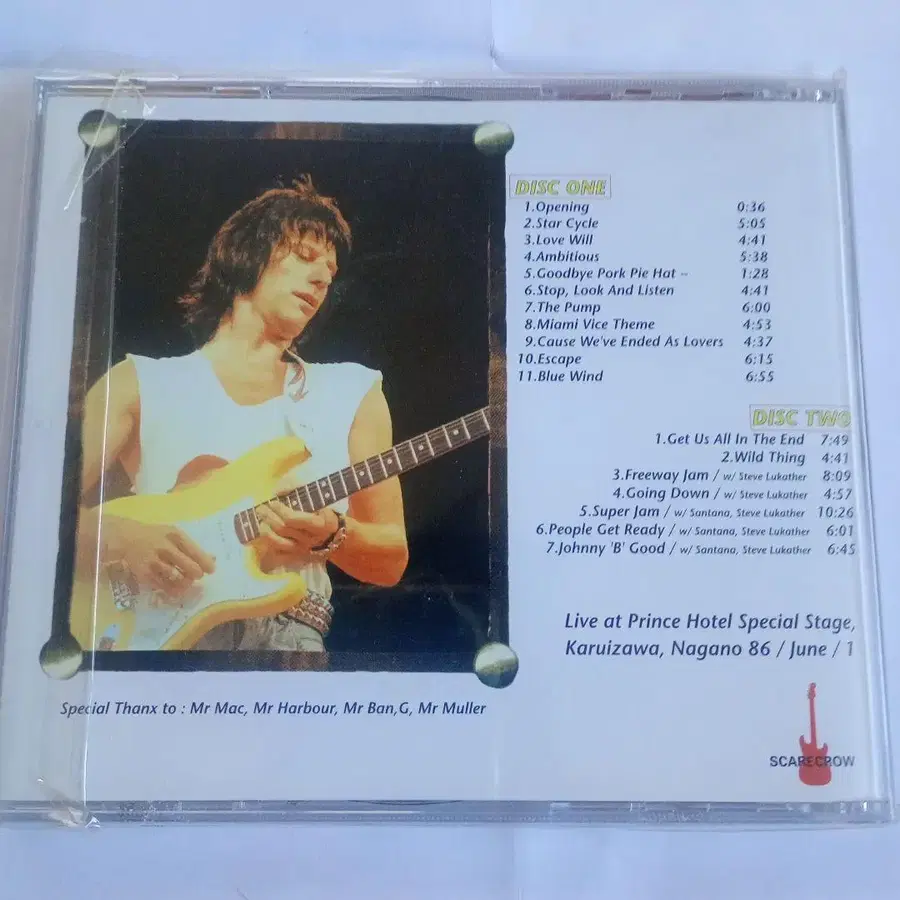 DISC ONE
1.Opening 0:36
2.Star Cycle 5:05
3.Love Will 4:41
4.Ambitious 5:38
5.Goodbye Pork Pie Hat ~ 1:28
6.Stop, Look And Listen 4:41
7.The Pump 6:00
8.Miami Vice Theme 4:53
9.Cause We've Ended As Lovers 4:37
10.Escape 6:15
11.Blue Wind 6:55
DISC TWO
1.Get Us All In The End 7:49
2.Wild Thing 4:41
3.Freeway Jam / w/ Steve Lukather 8:09
4.Going Down / w/ Steve Lukather 4:57
5.Super Jam / w/ Santana, Steve Lukather 10:26
6.People Get Ready / w/ Santana, Steve Lukather 6:01
7.Johnny 'B' Good / w/ Santana, Steve Lukather 6:45
Live at Prince Hotel Special Stage,
Karuizawa, Nagano 86 / June / 1
Special Thanx to : Mr Mac, Mr Harbour, Mr Ban,G, Mr Muller
SCARECROW